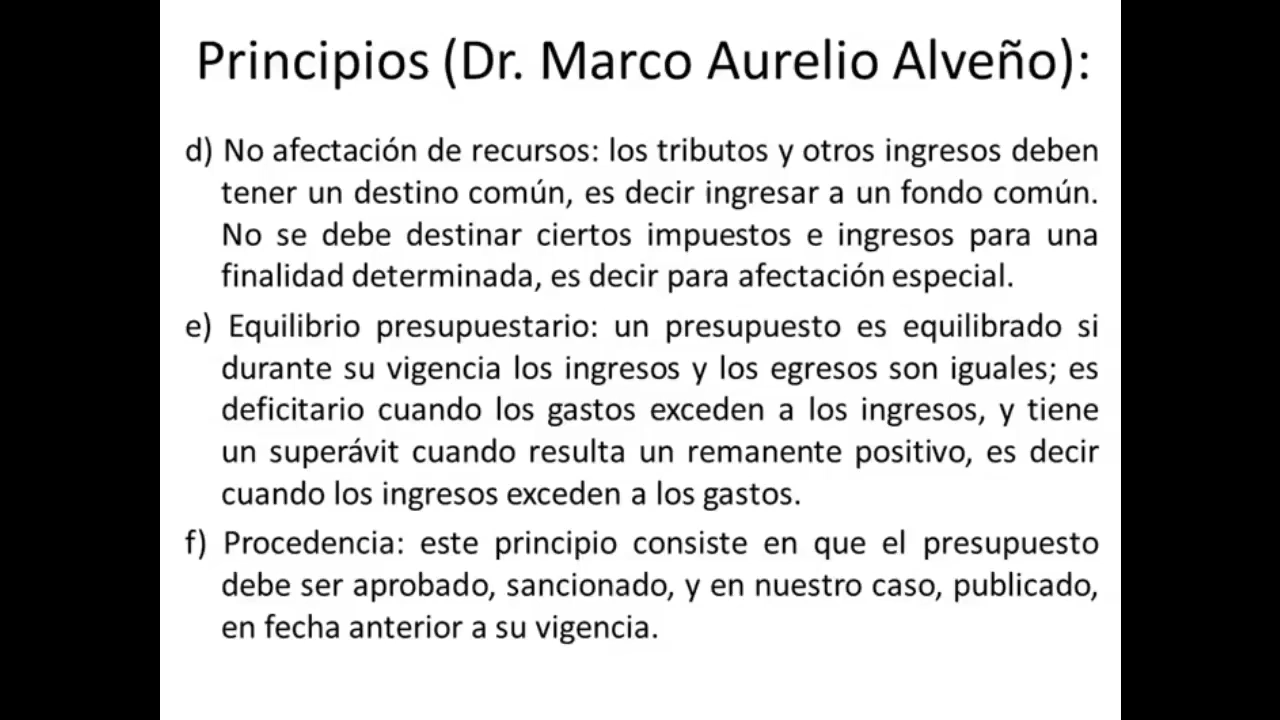 Principios (Dr. Marco Aurelio Alveño):
d) No afectación de recursos: los tributos y otros ingresos deben
tener un destino común, es decir ingresar a un fondo común.
No se debe destinar ciertos impuestos e ingresos para una
finalidad determinada, es decir para afectación especial.
e) Equilibrio presupuestario: un presupuesto es equilibrado si
durante su vigencia los ingresos y los egresos son iguales; es
deficitario cuando los gastos exceden a los ingresos, y tiene
un superávit cuando resulta un remanente positivo, es decir
cuando los ingresos exceden a los gastos.
f) Procedencia: este principio consiste en que el presupuesto
debe ser aprobado, sancionado, y en nuestro caso, publicado,
en fecha anterior a su vigencia.